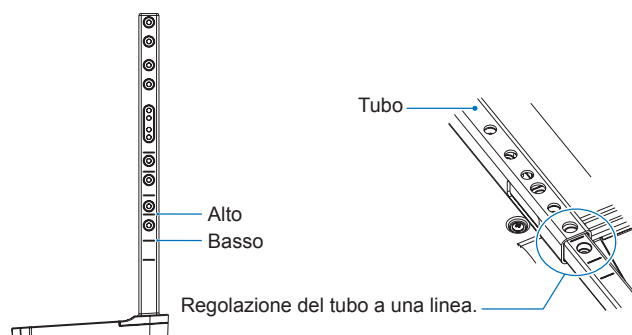 Tubo
Alto
Basso
Regolazione del tubo a una linea.